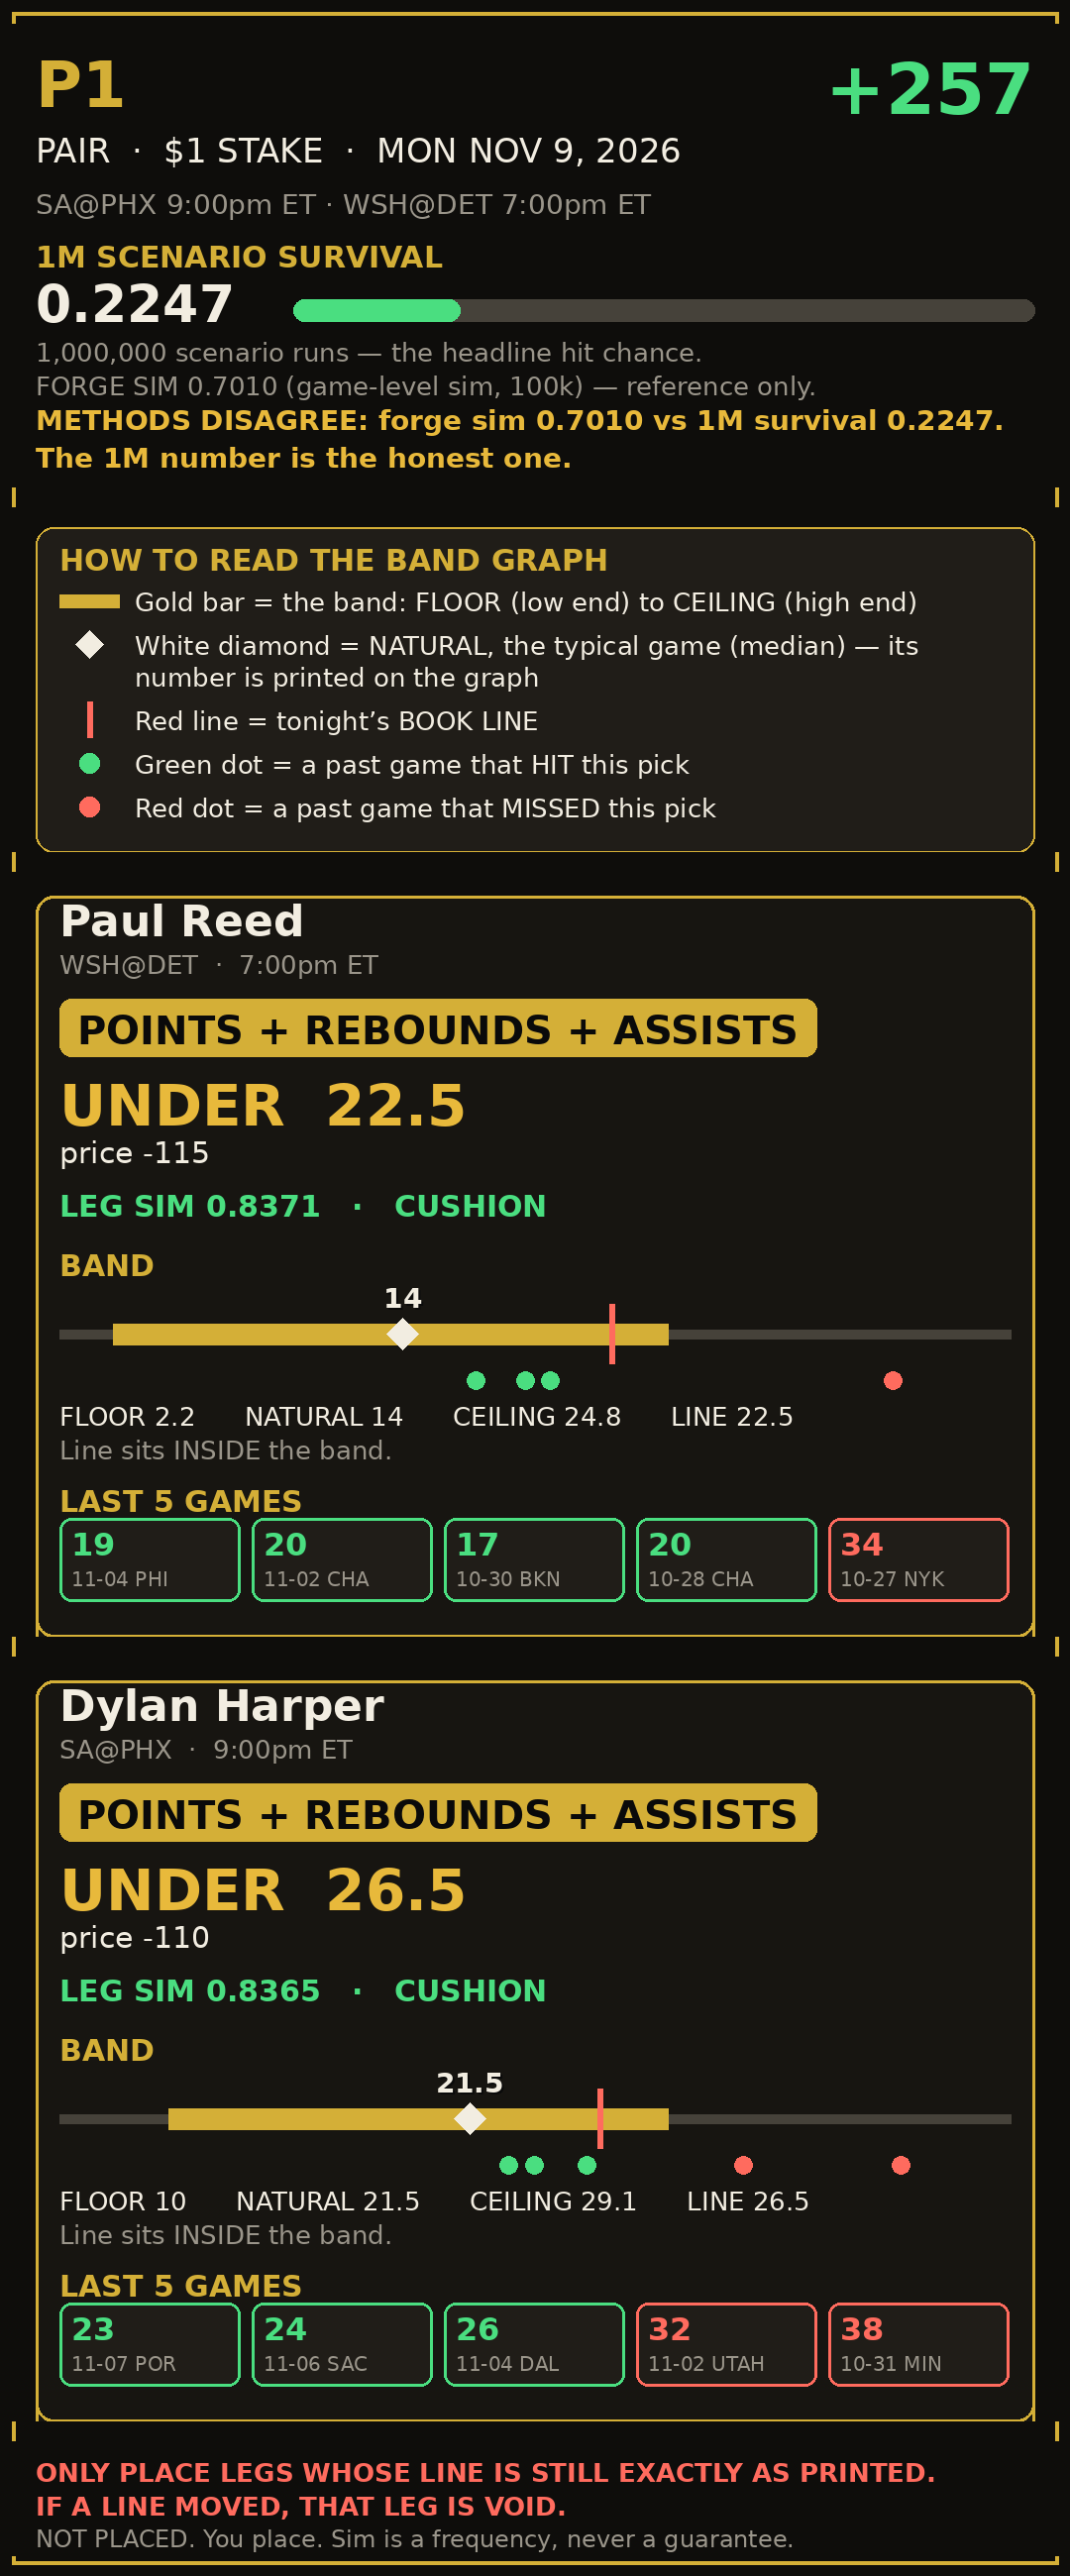 P1
+257
PAIR · $1 STAKE · MON NOV 9, 2026
SA@PHX 9:00pm ET · WSH@DET 7:00pm ET
1M SCENARIO SURVIVAL
0.2247
1,000,000 scenario runs — the headline hit chance.
FORGE SIM 0.7010 (game-level sim, 100k) — reference only.
METHODS DISAGREE: forge sim 0.7010 vs 1M survival 0.2247.
The 1M number is the honest one.
HOW TO READ THE BAND GRAPH
Gold bar = the band: FLOOR (low end) to CEILING (high end)
White diamond = NATURAL, the typical game (median) — its
number is printed on the graph
Red line = tonight’s BOOK LINE
Green dot = a past game that HIT this pick
Red dot = a past game that MISSED this pick
Paul Reed
WSH@DET · 7:00pm ET
POINTS + REBOUNDS + ASSISTS
UNDER 22.5
price -115
LEG SIM 0.8371 · CUSHION
BAND
14
FLOOR 2.2 NATURAL 14 CEILING 24.8 LINE 22.5
Line sits INSIDE the band.
LAST 5 GAMES
19 20 17 20 34
11-04 PHI 11-02 CHA 10-30 BKN 10-28 CHA 10-27 NYK
Dylan Harper
SA@PHX · 9:00pm ET
POINTS + REBOUNDS + ASSISTS
UNDER 26.5
price -110
LEG SIM 0.8365 · CUSHION
BAND
21.5
FLOOR 10 NATURAL 21.5 CEILING 29.1 LINE 26.5
Line sits INSIDE the band.
LAST 5 GAMES
23 24 26 32 38
11-07 POR 11-06 SAC 11-04 DAL 11-02 UTAH 10-31 MIN
ONLY PLACE LEGS WHOSE LINE IS STILL EXACTLY AS PRINTED.
IF A LINE MOVED, THAT LEG IS VOID.
NOT PLACED. You place. Sim is a frequency, never a guarantee.